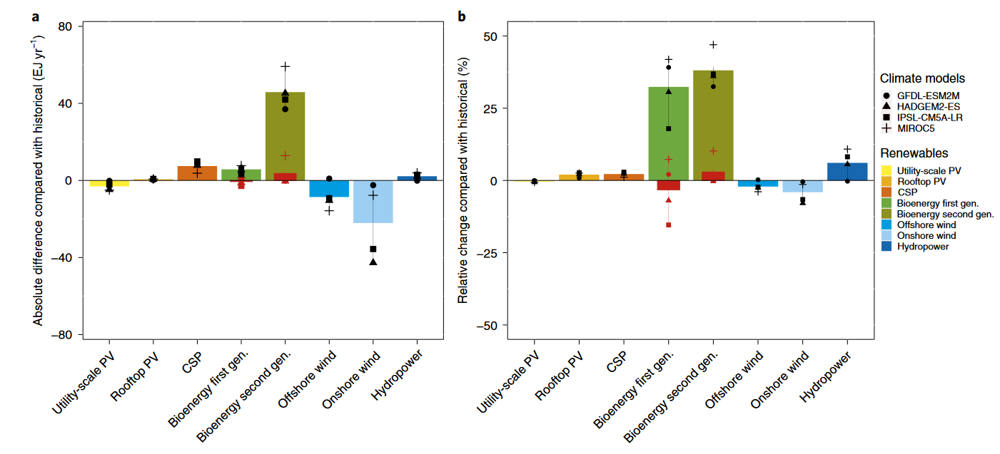 a
Absolute difference compared with historical (EJ yr⁻¹)
80
40
0
−40
−80
Utility-scale PV
Rooftop PV
CSP
Bioenergy first gen.
Bioenergy second gen.
Offshore wind
Onshore wind
Hydropower
b
Relative change compared with historical (%)
50
25
0
−25
−50
Utility-scale PV
Rooftop PV
CSP
Bioenergy first gen.
Bioenergy second gen.
Offshore wind
Onshore wind
Hydropower
Climate models
GFDL-ESM2M
HADGEM2-ES
IPSL-CM5A-LR
MIROC5
Renewables
Utility-scale PV
Rooftop PV
CSP
Bioenergy first gen.
Bioenergy second gen.
Offshore wind
Onshore wind
Hydropower